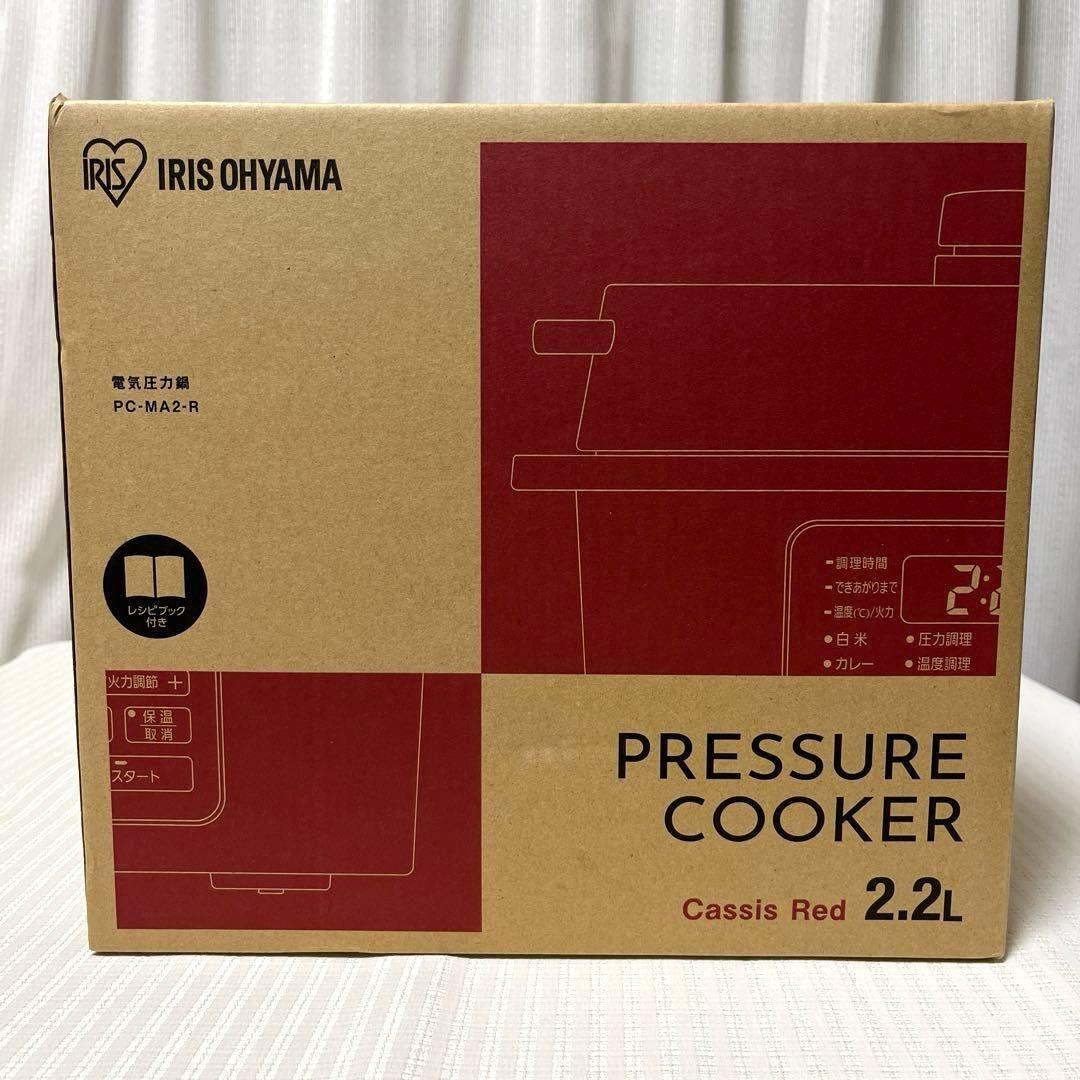 IRIS
IRIS OHYAMA
電気圧力鍋
PC-MA2-R
レシピブック
付き
調理時間
できあがりまで
温度(℃)/火力
2:
白米
圧力調理
カレー
温度調理
火力調節 +
保温
取消
スタート
PRESSURE
COOKER
Cassis Red 2.2L